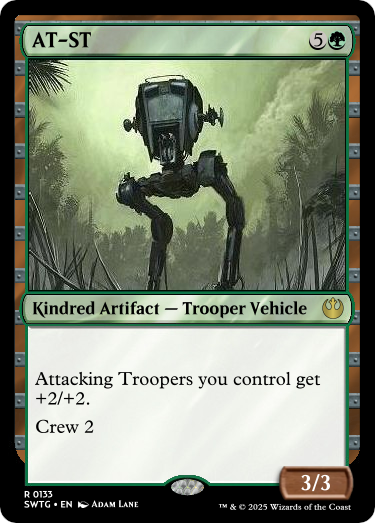 AT-ST 5
Kindred Artifact — Trooper Vehicle
Attacking Troopers you control get
+2/+2.
Crew 2
3/3
R 0133
SWTG • EN Adam Lane
™ & © 2025 Wizards of the Coast